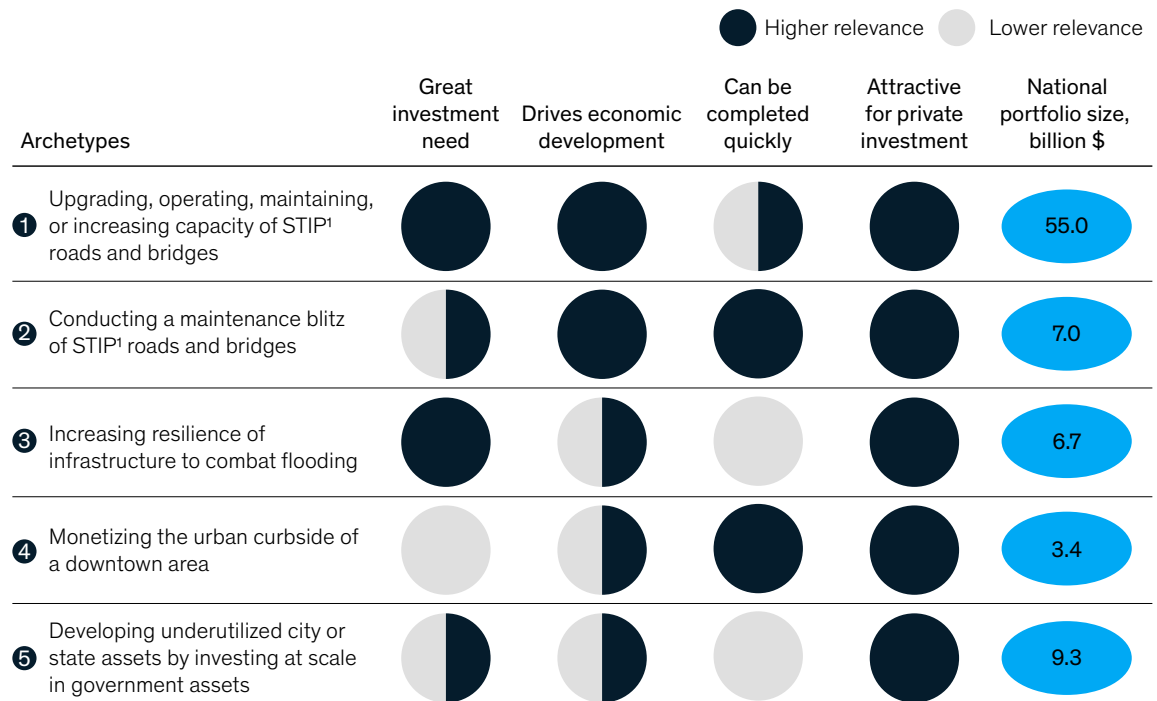 Higher relevance Lower relevance
Archetypes
Great
investment
need
Drives economic
development
Can be
completed
quickly
Attractive
for private
investment
National
portfolio size,
billion $
1
Upgrading, operating, maintaining,
or increasing capacity of STIP¹
roads and bridges
55.0
2
Conducting a maintenance blitz
of STIP¹ roads and bridges
7.0
3
Increasing resilience of
infrastructure to combat flooding
6.7
4
Monetizing the urban curbside of
a downtown area
3.4
5
Developing underutilized city or
state assets by investing at scale
in government assets
9.3